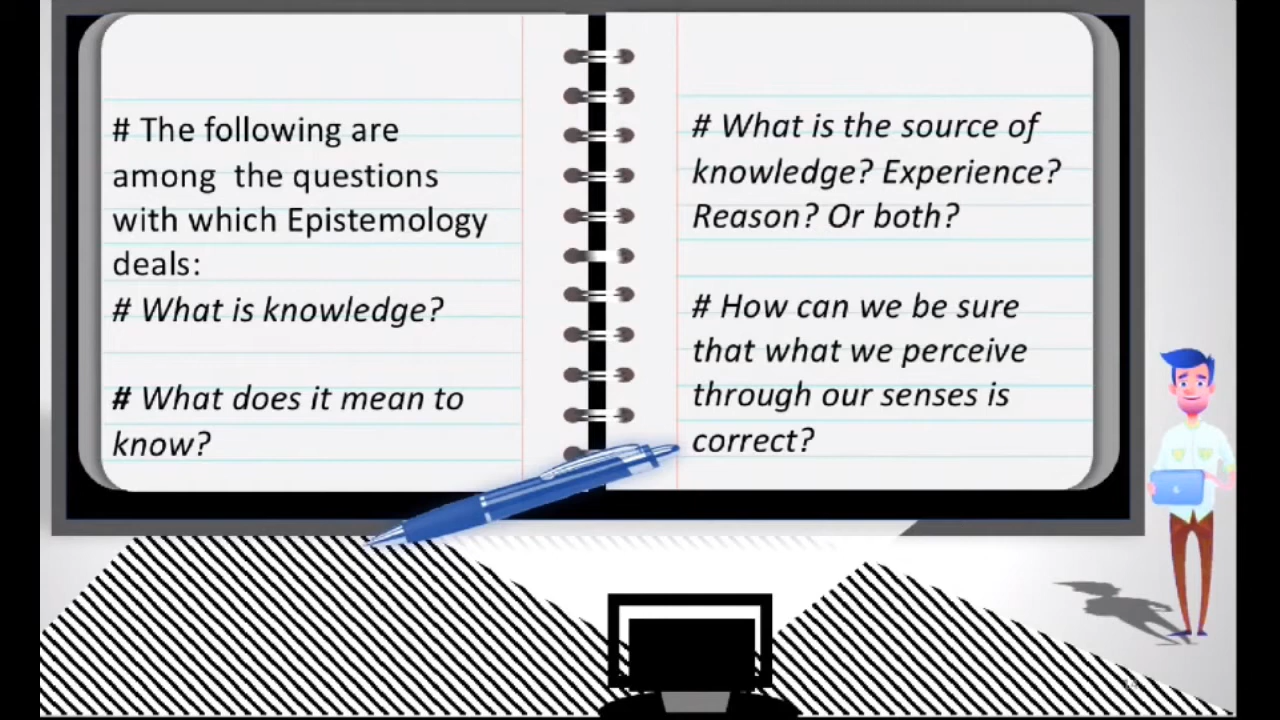 # The following are
among the questions
with which Epistemology
deals:
# What is knowledge?
# What does it mean to
know?
# What is the source of
knowledge? Experience?
Reason? Or both?
# How can we be sure
that what we perceive
through our senses is
correct?